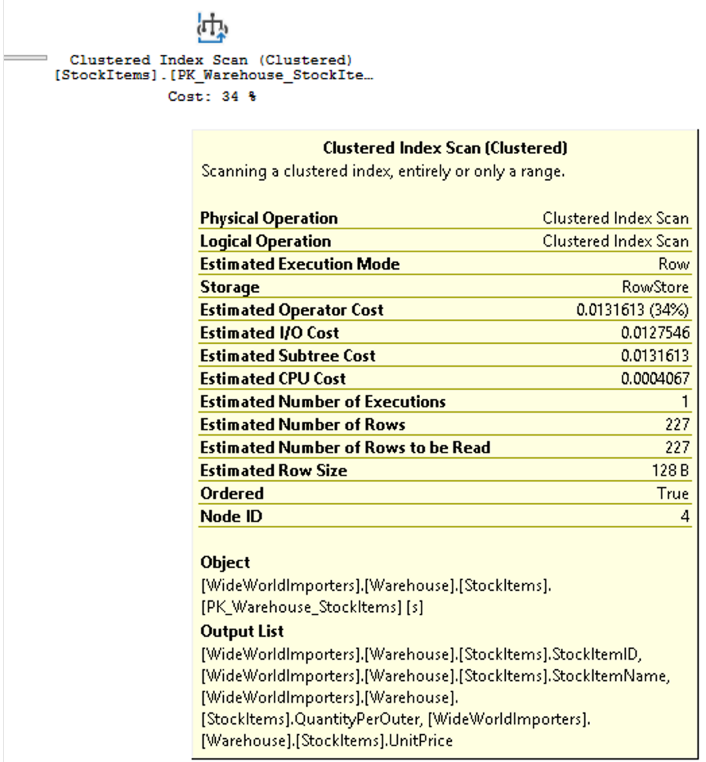 Clustered Index Scan (Clustered)
[StockItems].[PK_Warehouse_StockIte…
Cost: 34 %
Clustered Index Scan (Clustered)
Scanning a clustered index, entirely or only a range.
Physical Operation Clustered Index Scan
Logical Operation Clustered Index Scan
Estimated Execution Mode Row
Storage RowStore
Estimated Operator Cost 0.0131613 (34%)
Estimated I/O Cost 0.0127546
Estimated Subtree Cost 0.0131613
Estimated CPU Cost 0.0004067
Estimated Number of Executions 1
Estimated Number of Rows 227
Estimated Number of Rows to be Read 227
Estimated Row Size 128 B
Ordered True
Node ID 4
Object
[WideWorldImporters].[Warehouse].[StockItems].
[PK_Warehouse_StockItems] [s]
Output List
[WideWorldImporters].[Warehouse].[StockItems].StockItemID,
[WideWorldImporters].[Warehouse].[StockItems].StockItemName,
[WideWorldImporters].[Warehouse].
[StockItems].QuantityPerOuter, [WideWorldImporters].
[Warehouse].[StockItems].UnitPrice